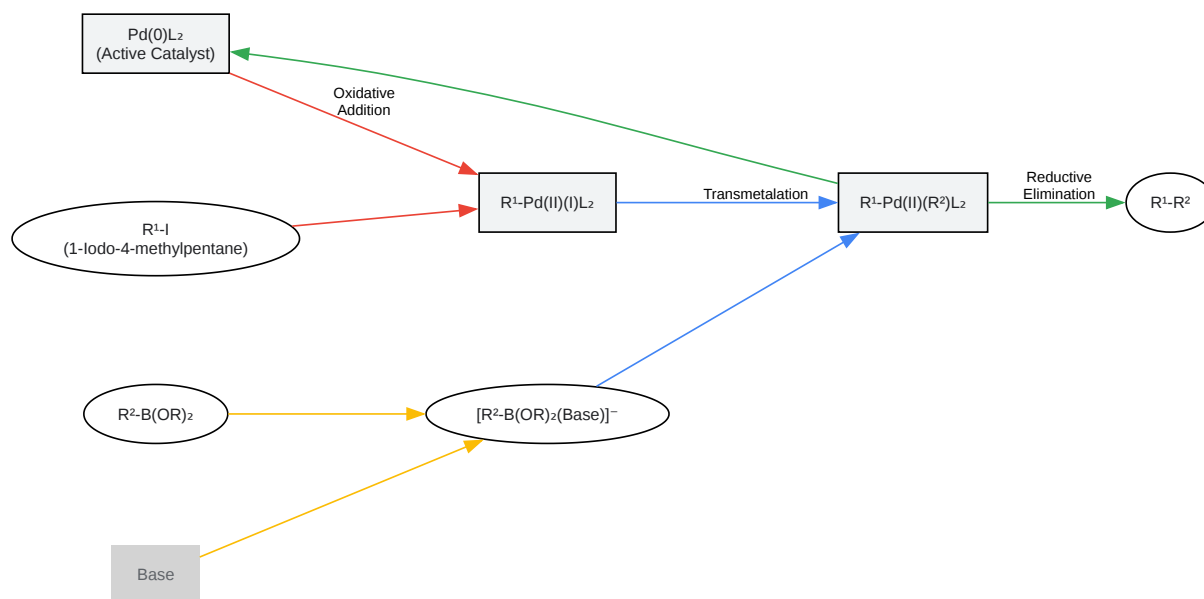 Pd(0)L₂
(Active Catalyst)
Oxidative
Addition
R¹-I
(1-Iodo-4-methylpentane)
R¹-Pd(II)(I)L₂
Transmetalation
R¹-Pd(II)(R²)L₂
Reductive
Elimination
R¹-R²
R²-B(OR)₂
[R²-B(OR)₂(Base)]⁻
Base